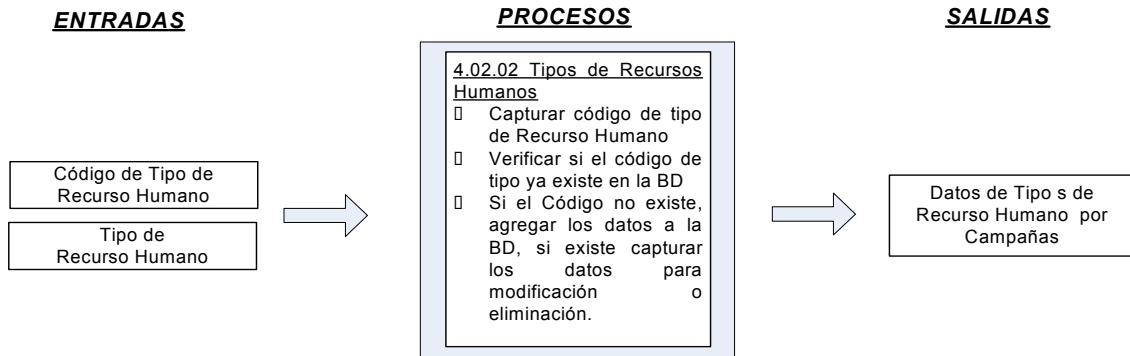 ENTRADAS
PROCESOS
SALIDAS
Código de Tipo de
Recurso Humano
Tipo de
Recurso Humano
4.02.02 Tipos de Recursos
Humanos
▯ Capturar código de tipo
de Recurso Humano
▯ Verificar si el código de
tipo ya existe en la BD
▯ Si el Código no existe,
agregar los datos a la
BD, si existe capturar
los datos para
modificación o
eliminación.
Datos de Tipo s de
Recurso Humano por
Campañas